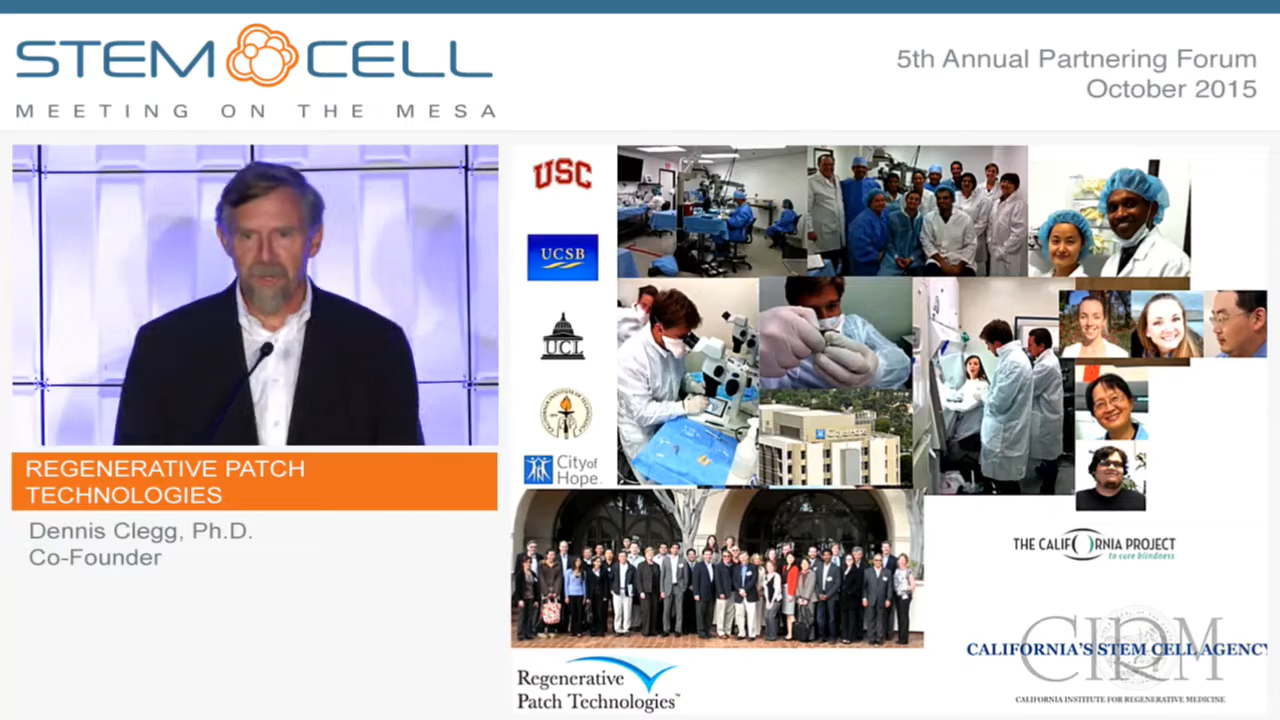 STEM CELL
MEETING ON THE MESA
5th Annual Partnering Forum
October 2015
REGENERATIVE PATCH
TECHNOLOGIES
Dennis Clegg, Ph.D.
Co-Founder
USC
UCSB
UCL
City of
Hope
THE CALIFORNIA PROJECT
to cure blindness
CIRM
CALIFORNIA'S STEM CELL AGENCY
CALIFORNIA INSTITUTE FOR REGENERATIVE MEDICINE
Regenerative
Patch Technologies™